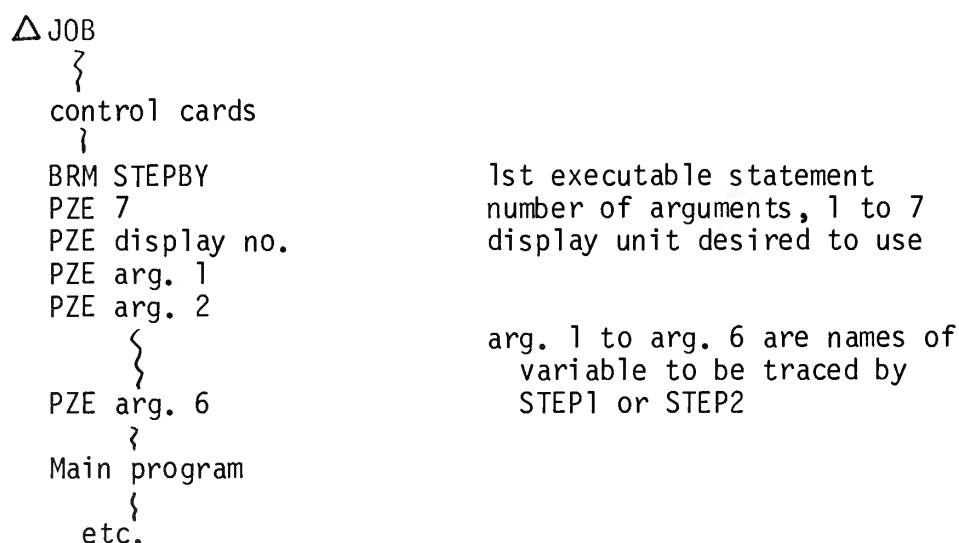 Δ JOB
control cards
BRM STEPBY 1st executable statement
PZE 7 number of arguments, 1 to 7
PZE display no. display unit desired to use
PZE arg. 1
PZE arg. 2
arg. 1 to arg. 6 are names of
variable to be traced by
PZE arg. 6 STEP1 or STEP2
Main program
etc.